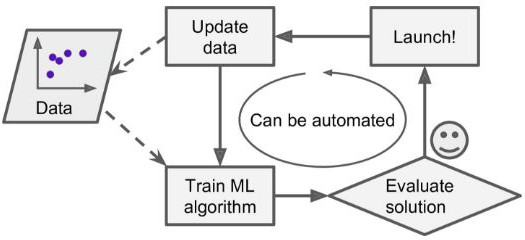 Update
data
Launch!
Data
Can be automated
Train ML
algorithm
Evaluate
solution